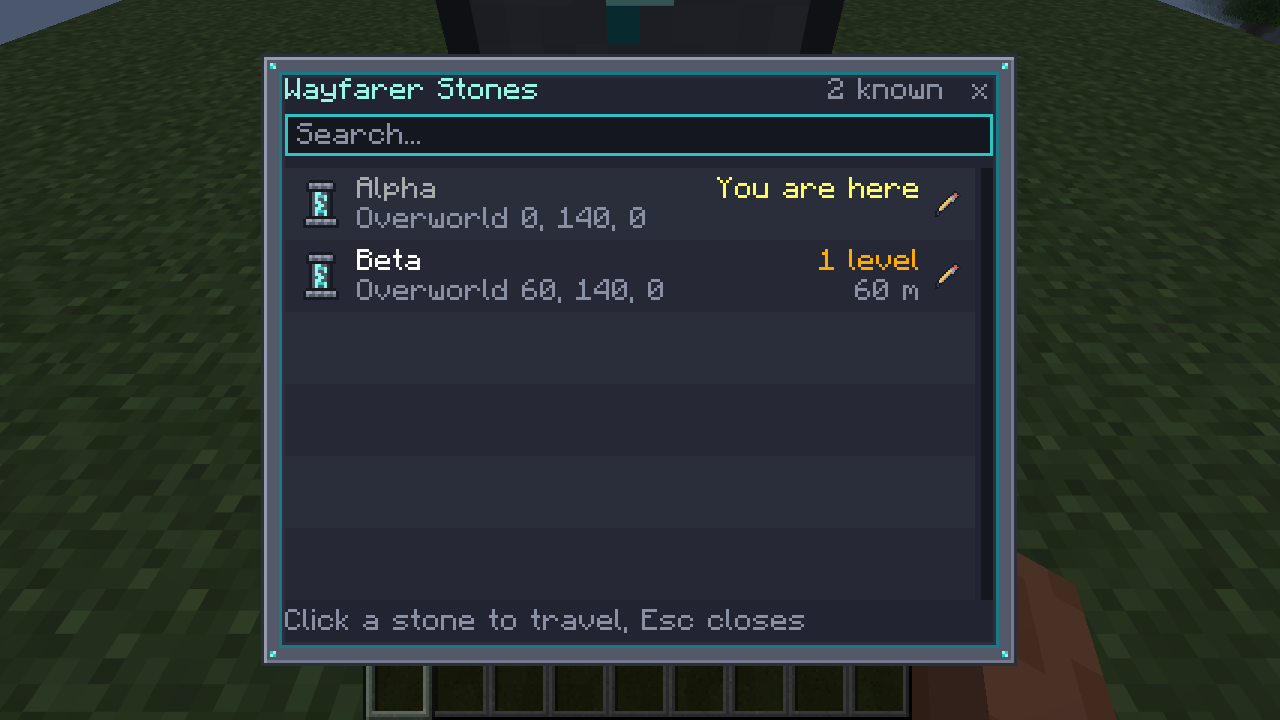 Wayfarer Stones 2 known x
Search...
Alpha You are here
Overworld 0, 140, 0
Beta 1 level
Overworld 60, 140, 0 60 m
Click a stone to travel, Esc closes